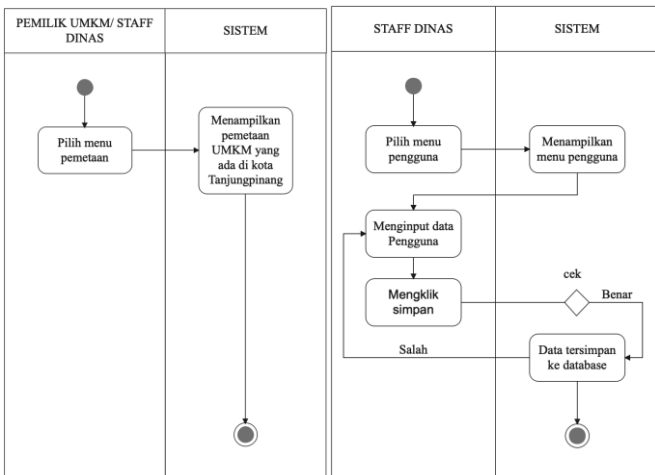 PEMILIK UMKM/ STAFF
DINAS
SISTEM
Pilih menu
pemetaan
Menampilkan
pemetaan
UMKM yang
ada di kota
Tanjungpinang
STAFF DINAS
SISTEM
Pilih menu
pengguna
Menampilkan
menu pengguna
Menginput data
Pengguna
Mengklik
simpan
cek
Benar
Salah
Data tersimpan
ke database